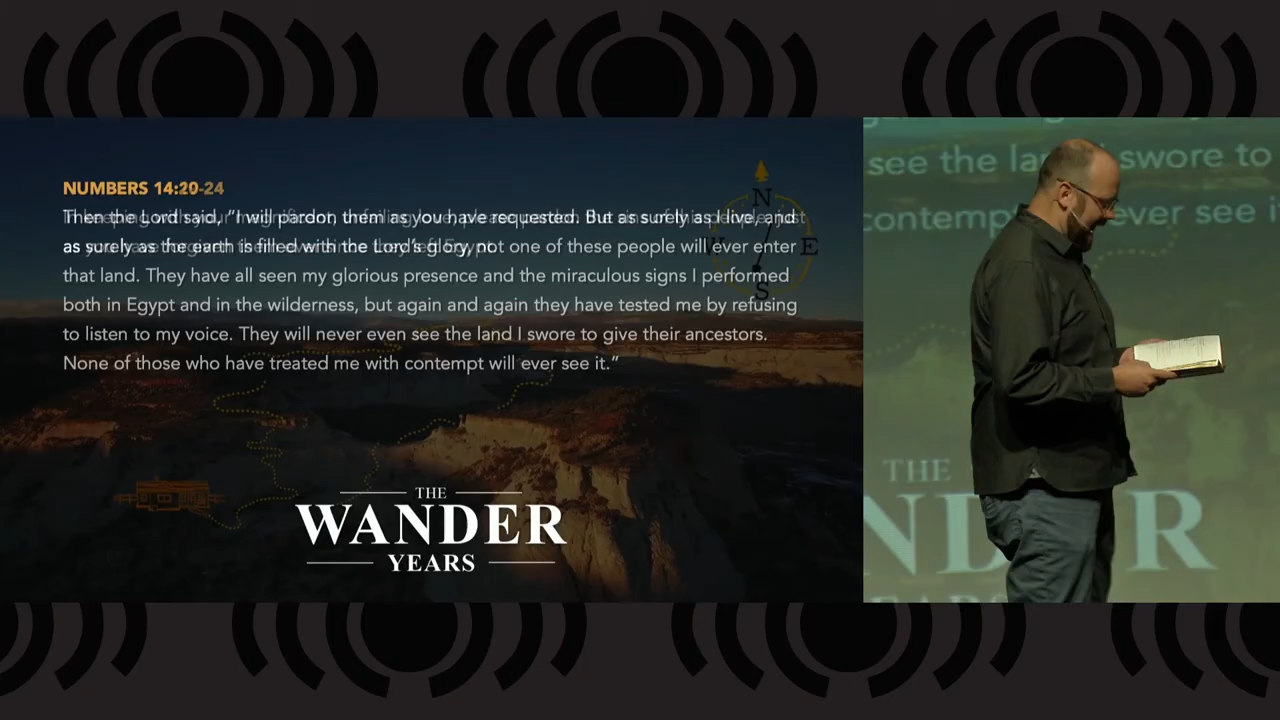 NUMBERS 14:20-24
Then the Lord said, “I will pardon them as you have requested. But as surely as I live, and
as surely as the earth is filled with the Lord’s glory, not one of these people will ever enter
that land. They have all seen my glorious presence and the miraculous signs I performed
both in Egypt and in the wilderness, but again and again they have tested me by refusing
to listen to my voice. They will never even see the land I swore to give their ancestors.
None of those who have treated me with contempt will ever see it.”
N
E
S
THE
WANDER
YEARS
see the la swore to
contemp ever see i
THE
NDER
YEARS